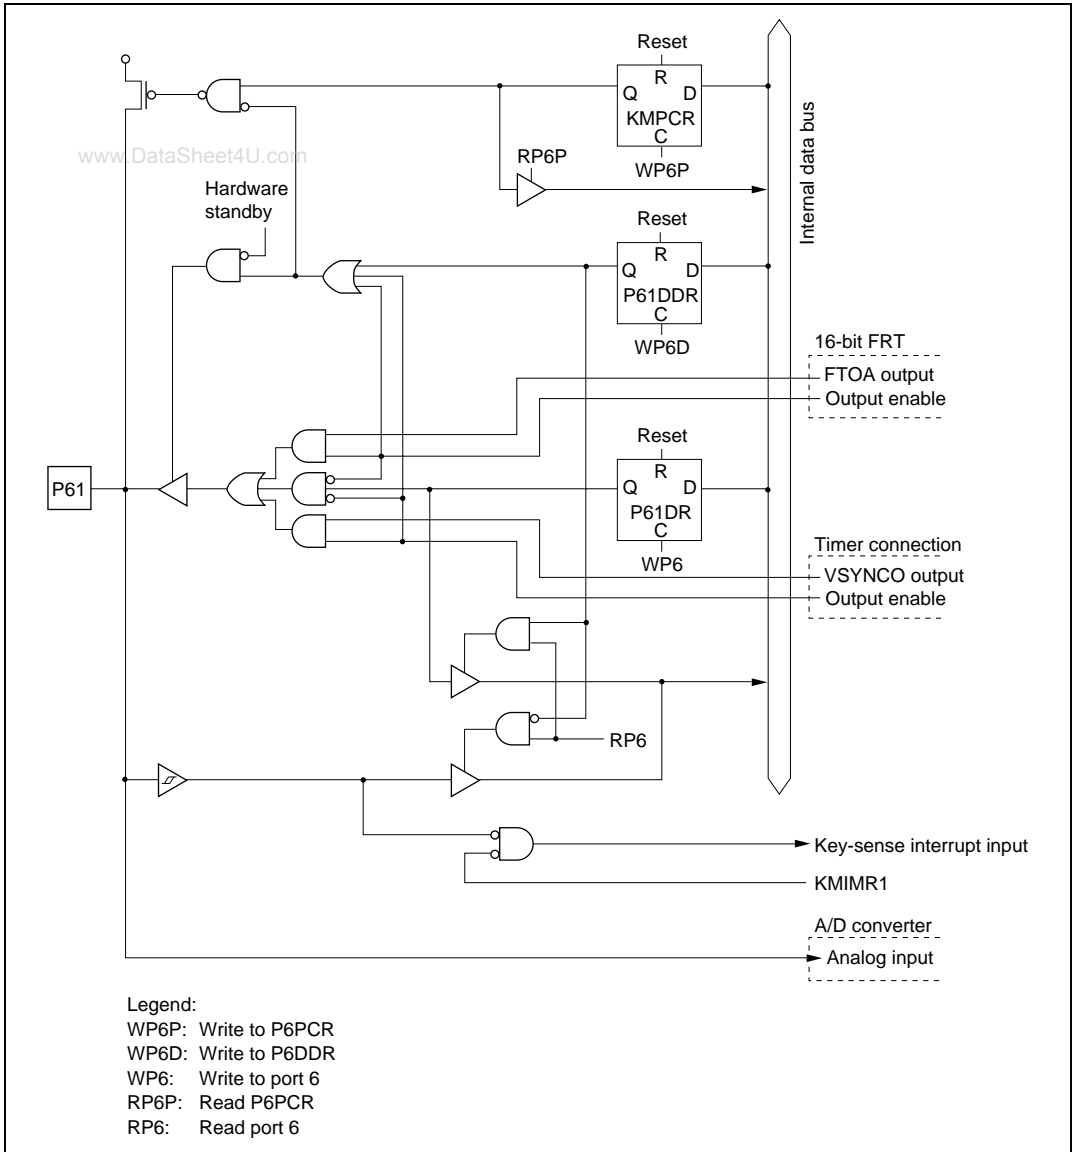 Reset
R
Q D
KMPCR
C
WP6P
RP6P
www.DataSheet4U.com
Hardware
standby
Internal data bus
Reset
R
Q D
P61DDR
C
WP6D
16-bit FRT
FTOA output
Output enable
Reset
R
Q D
P61DR
C
WP6
P61
Timer connection
VSYNCO output
Output enable
RP6
Key-sense interrupt input
KMIMR1
A/D converter
Analog input
Legend:
WP6P: Write to P6PCR
WP6D: Write to P6DDR
WP6: Write to port 6
RP6P: Read P6PCR
RP6: Read port 6